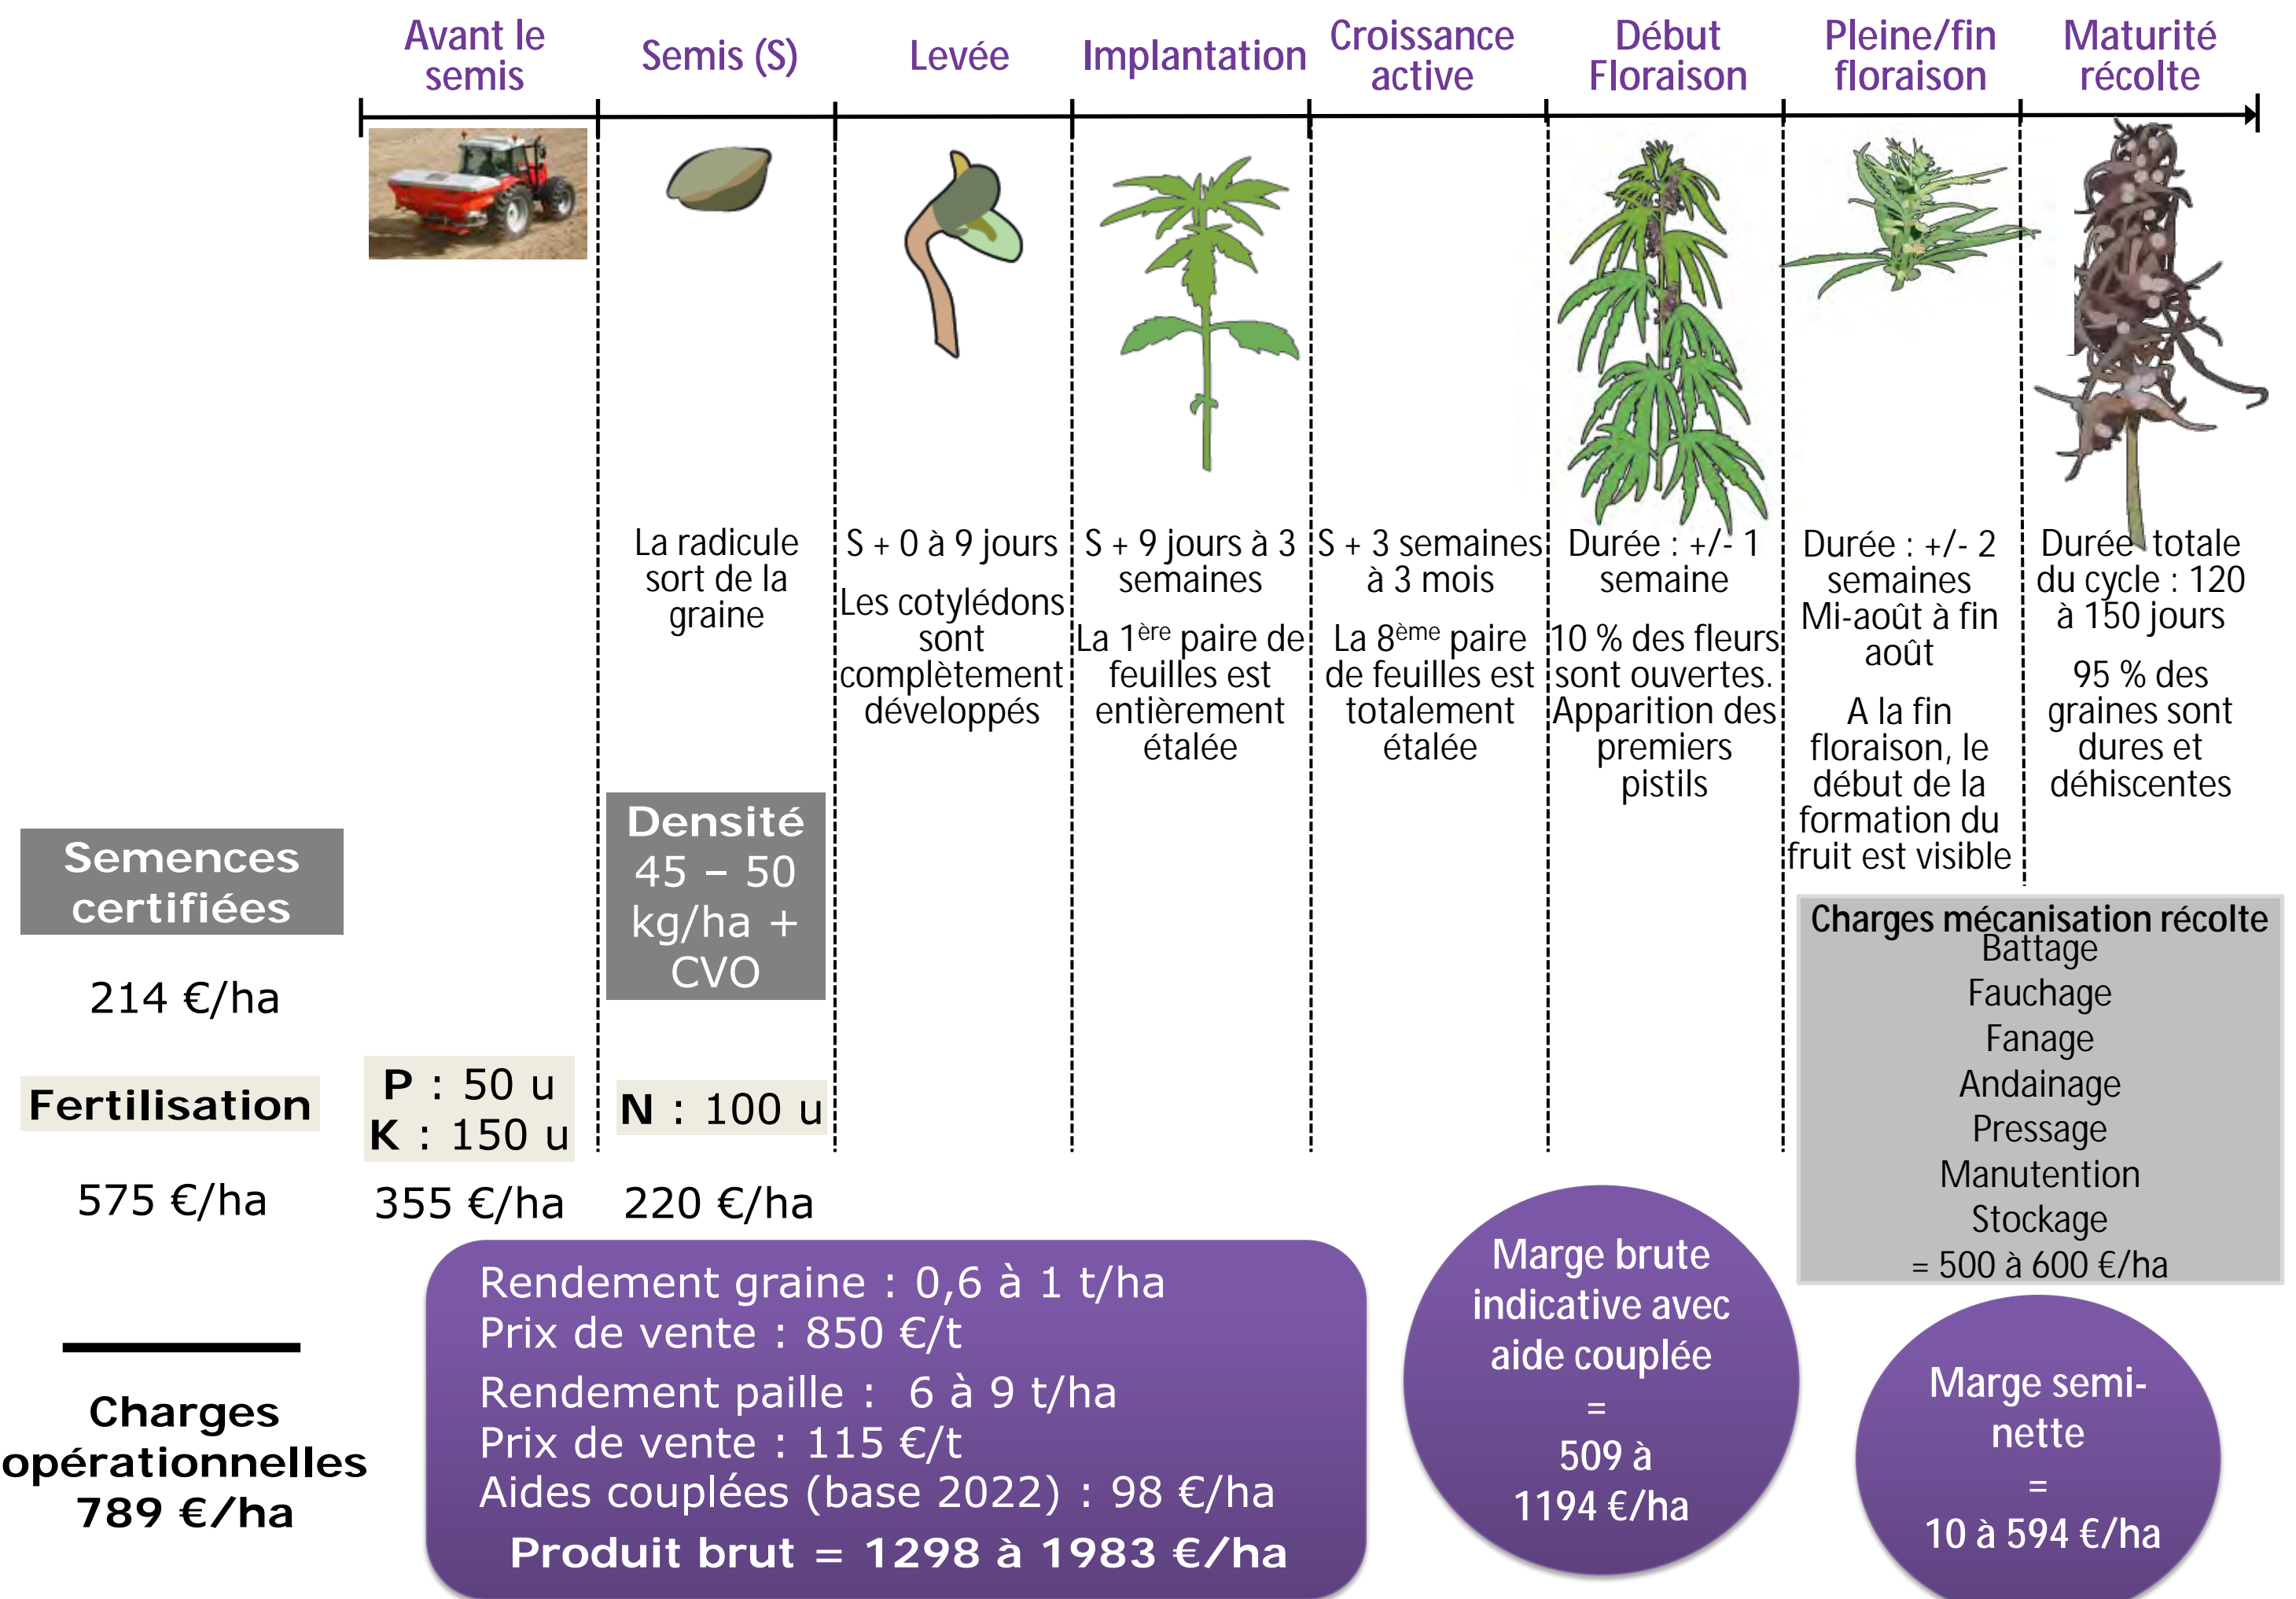 Avant le
semis
Semis (S)
Levée
Implantation
Croissance
active
Début
Floraison
Pleine/fin
floraison
Maturité
récolte
La radicule
sort de la
graine
S + 0 à 9 jours
Les cotylédons
sont
complètement
développés
S + 9 jours à 3
semaines
La 1ère paire de
feuilles est
entièrement
étalée
S + 3 semaines
à 3 mois
La 8ème paire
de feuilles est
totalement
étalée
Durée : +/- 1
semaine
10 % des fleurs
sont ouvertes.
Apparition des
premiers
pistils
Durée : +/- 2
semaines
Mi-août à fin
août
A la fin
floraison, le
début de la
formation du
fruit est visible
Durée totale
du cycle : 120
à 150 jours
95 % des
graines sont
dures et
déhiscentes
Semences
certifiées
214 €/ha
Densité
45 – 50
kg/ha +
CVO
Fertilisation
575 €/ha
P : 50 u
K : 150 u
355 €/ha
N : 100 u
220 €/ha
Charges mécanisation récolte
Battage
Fauchage
Fanage
Andainage
Pressage
Manutention
Stockage
= 500 à 600 €/ha
Charges
opérationnelles
789 €/ha
Rendement graine : 0,6 à 1 t/ha
Prix de vente : 850 €/t
Rendement paille : 6 à 9 t/ha
Prix de vente : 115 €/t
Aides couplées (base 2022) : 98 €/ha
Produit brut = 1298 à 1983 €/ha
Marge brute
indicative avec
aide couplée
=
509 à
1194 €/ha
Marge semi-
nette
=
10 à 594 €/ha